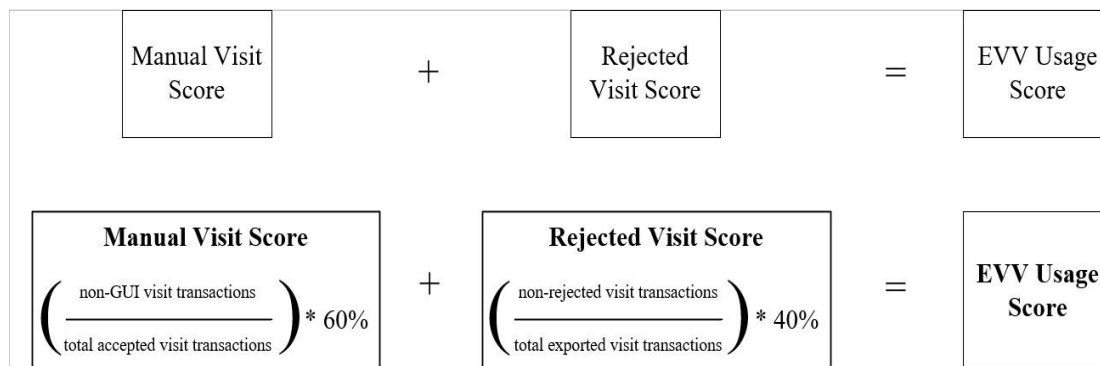 Manual Visit
Score
+
Rejected
Visit Score
=
EVV Usage
Score
Manual Visit Score
( non-GUI visit transactions
total accepted visit transactions ) * 60%
+
Rejected Visit Score
( non-rejected visit transactions
total exported visit transactions ) * 40%
=
EVV Usage
Score